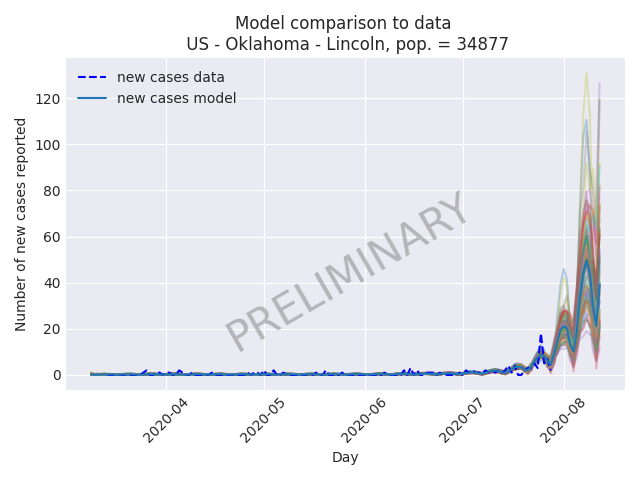 Model comparison to data
US - Oklahoma - Lincoln, pop. = 34877
new cases data
new cases model
Number of new cases reported
120
100
80
60
40
20
0
PRELIMINARY
2020-04
2020-05
2020-06
2020-07
2020-08
Day